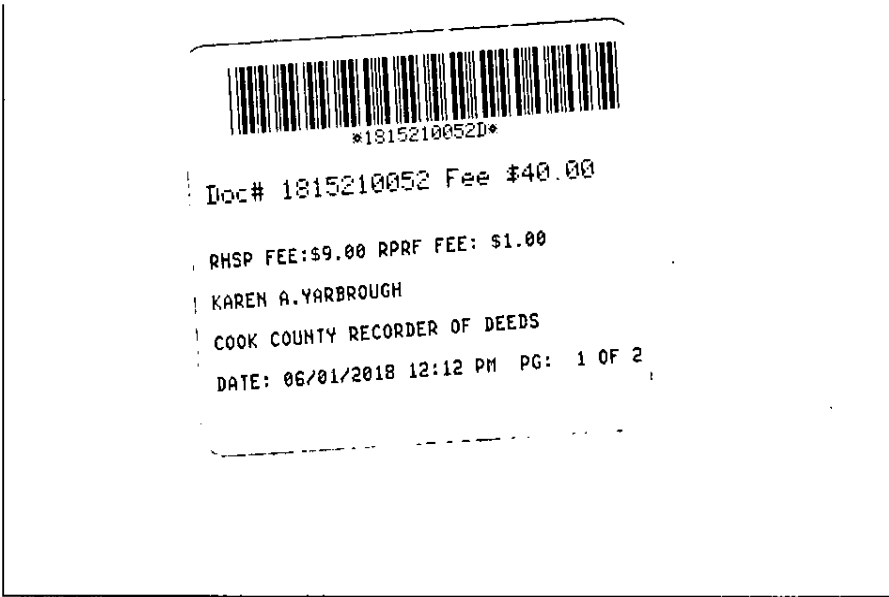 *1815210052D*
Doc# 1815210052 Fee $40.00
RHSP FEE:$9.00 RPRF FEE: $1.00
KAREN A.YARBROUGH
COOK COUNTY RECORDER OF DEEDS
DATE: 06/01/2018 12:12 PM PG: 1 OF 2